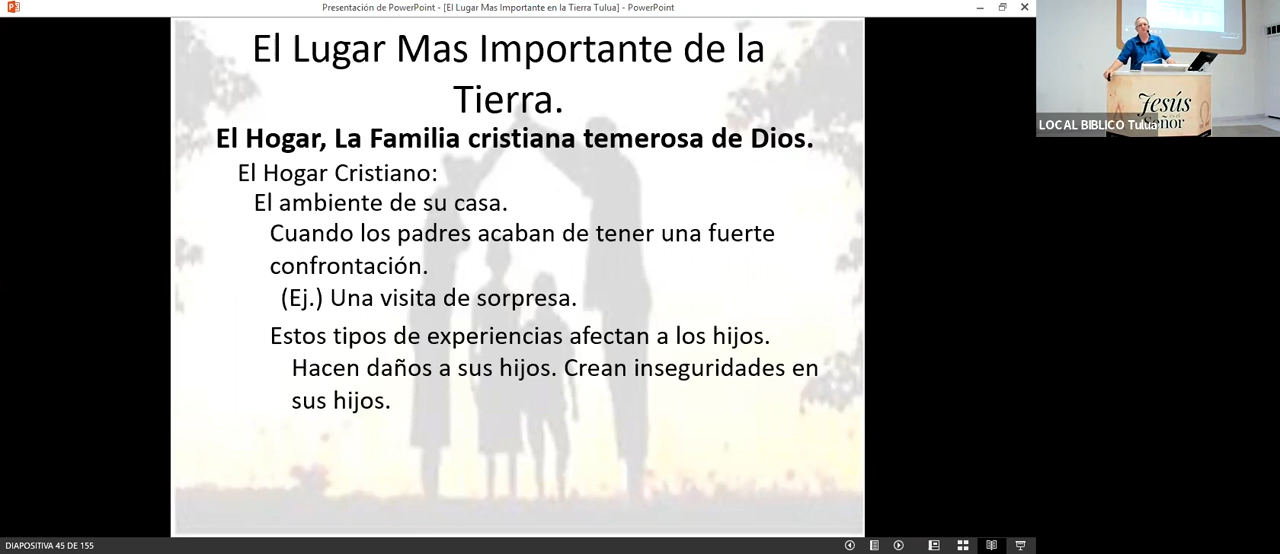 Presentación de PowerPoint - [El Lugar Mas Importante en la Tierra Tulua] - PowerPoint
El Lugar Mas Importante de la
Tierra.
El Hogar, La Familia cristiana temerosa de Dios.
El Hogar Cristiano:
El ambiente de su casa.
Cuando los padres acaban de tener una fuerte
confrontación.
(Ej.) Una visita de sorpresa.
Estos tipos de experiencias afectan a los hijos.
Hacen daños a sus hijos. Crean inseguridades en
sus hijos.
Jesús
Señor
LOCAL BIBLICO Tulua
DIAPOSITIVA 45 DE 155